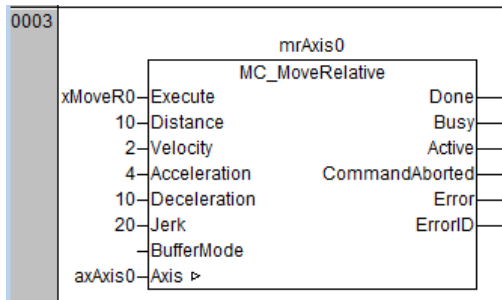 0003
mrAxis0
MC_MoveRelative
xMoveR0 Execute Done
10 Distance Busy
2 Velocity Active
4 Acceleration CommandAborted
10 Deceleration Error
20 Jerk ErrorID
BufferMode
axAxis0 Axis ▷